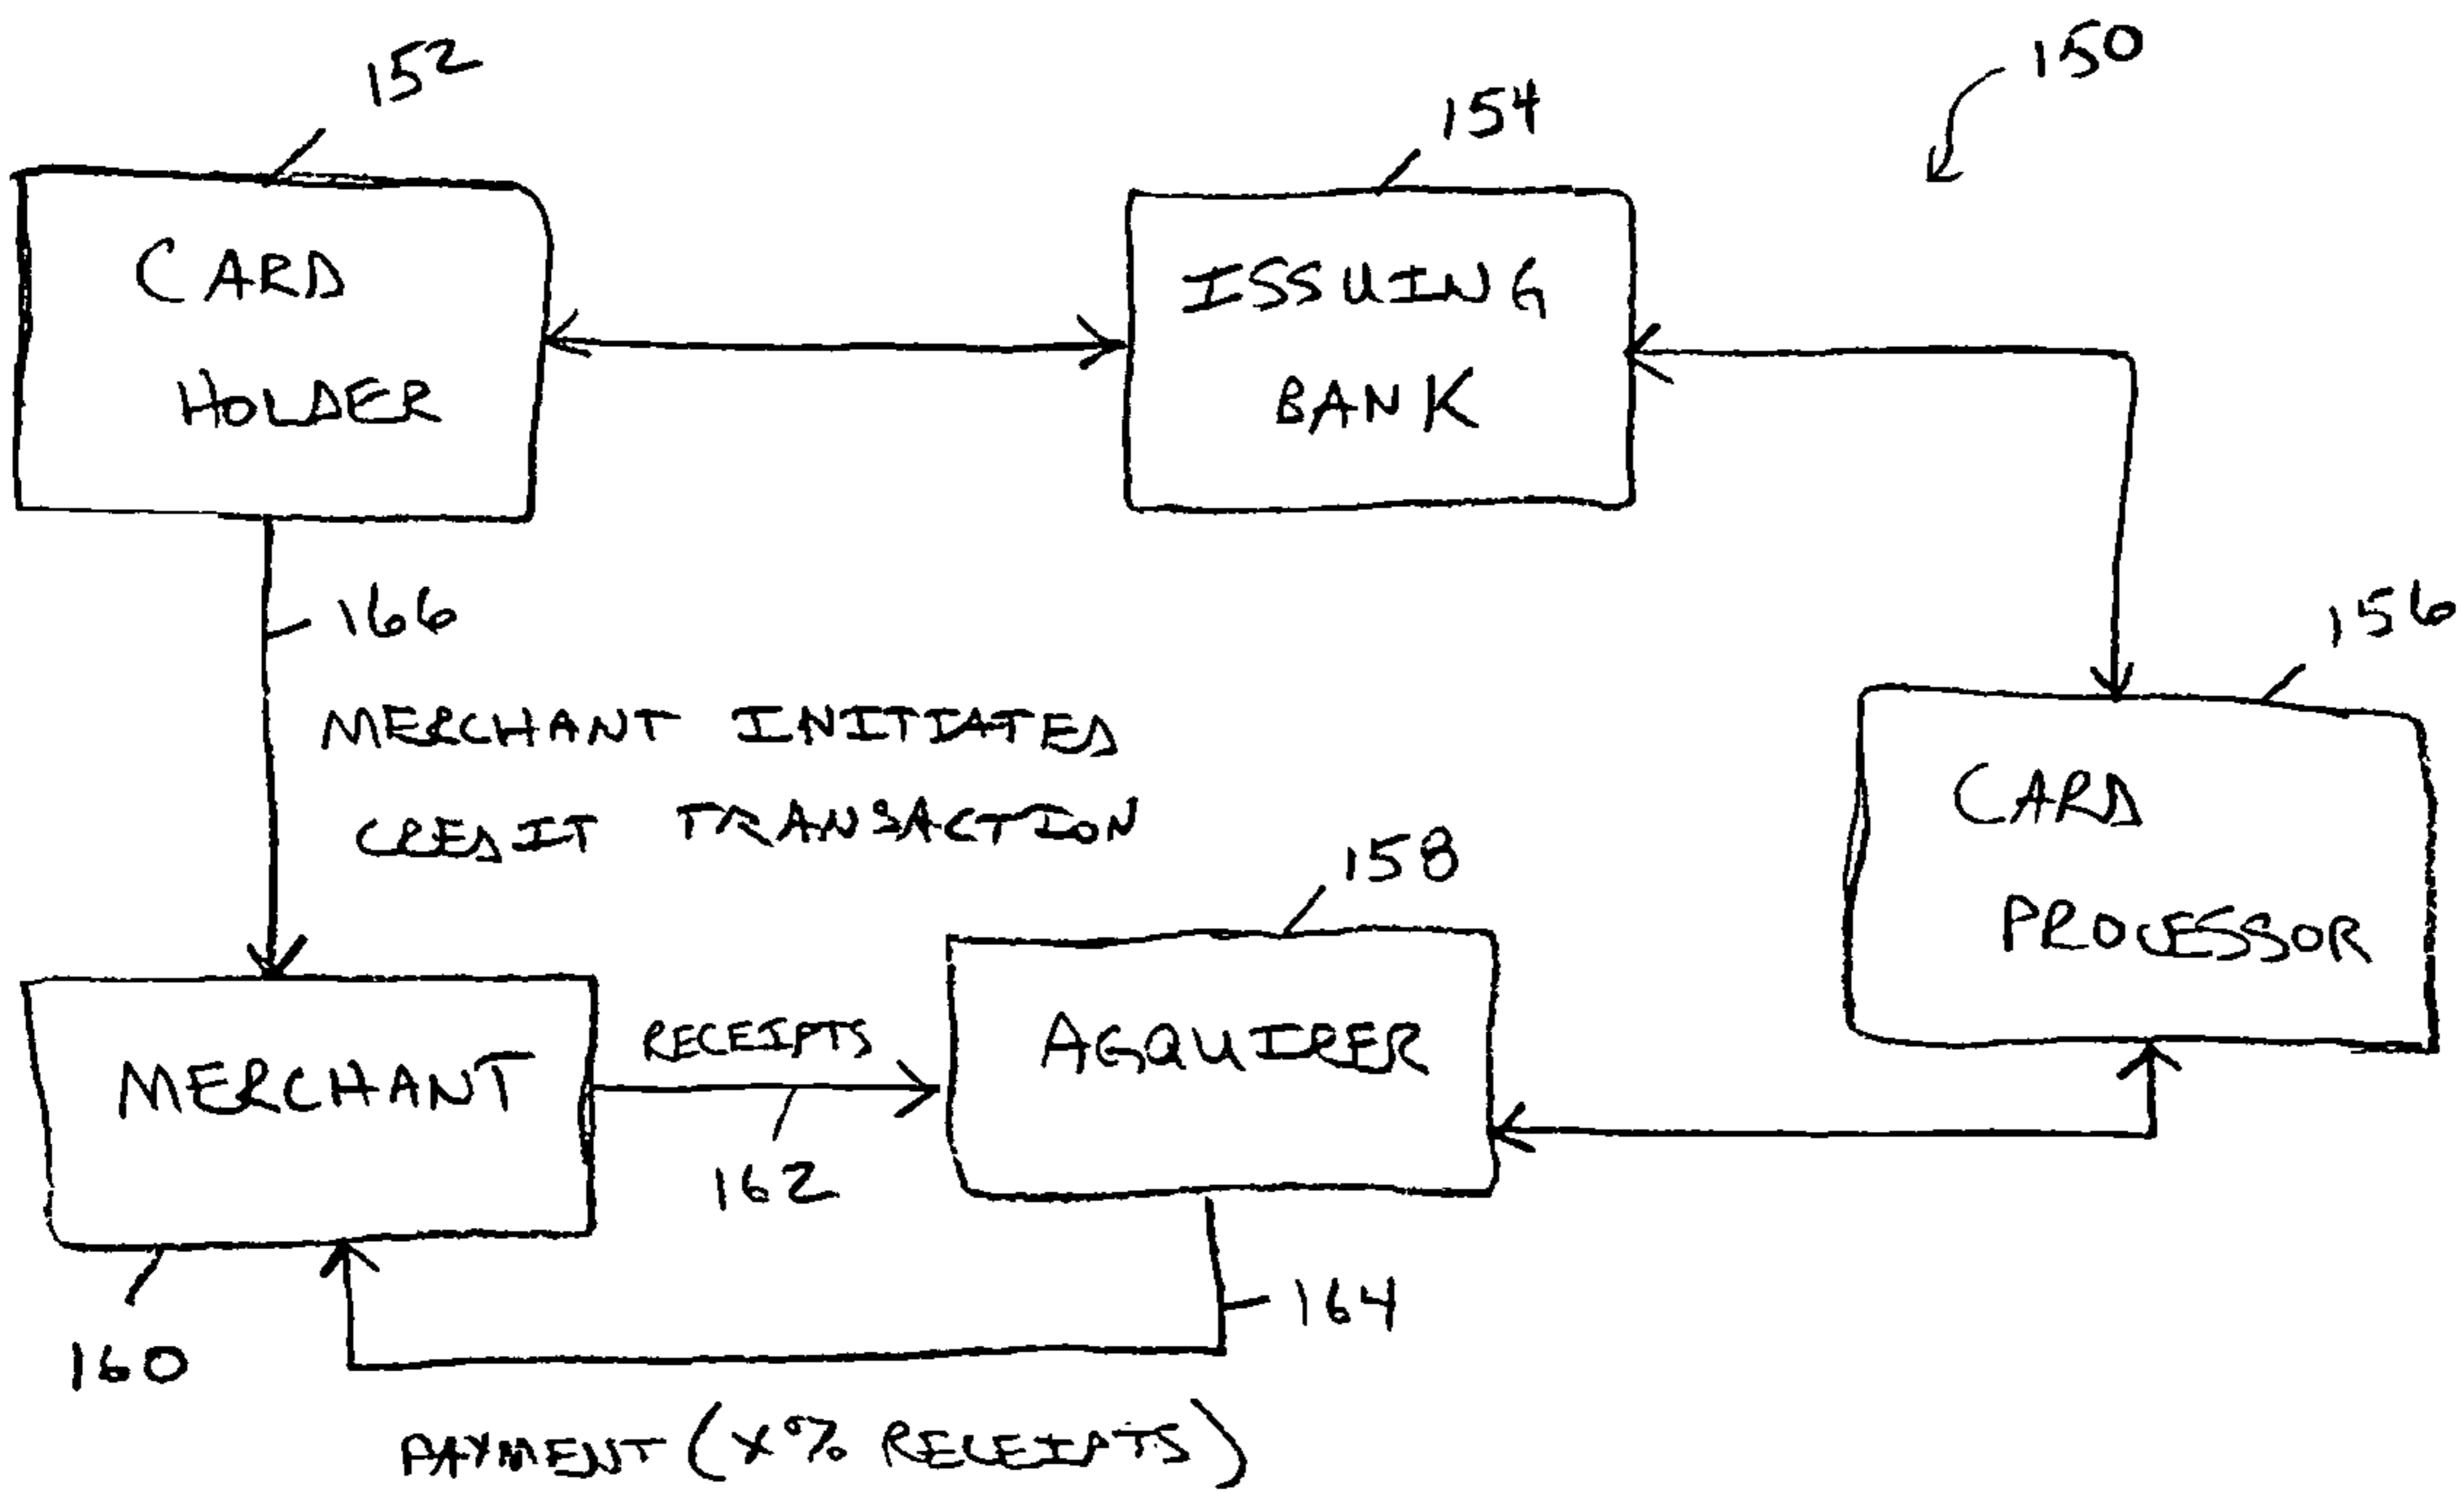 152
154
150
CARD
HOLDER
ISSUING
BANK
166
156
MERCHANT INITIATED
CREDIT TRANSACTION
CARD
PROCESSOR
158
MERCHANT
RECEIPTS
162
AGQUIRER
160
164
PAYMENT (X% RECEIPTS)